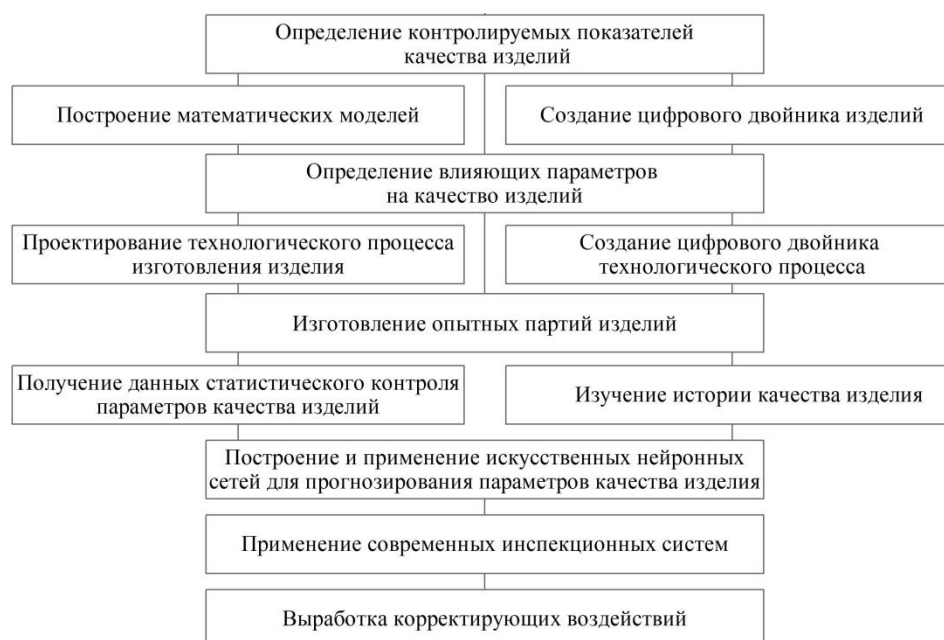 Определение контролируемых показателей
качества изделий
Построение математических моделей
Создание цифрового двойника изделий
Определение влияющих параметров
на качество изделий
Проектирование технологического процесса
изготовления изделия
Создание цифрового двойника
технологического процесса
Изготовление опытных партий изделий
Получение данных статистического контроля
параметров качества изделий
Изучение истории качества изделия
Построение и применение искусственных нейронных
сетей для прогнозирования параметров качества изделия
Применение современных инспекционных систем
Выработка корректирующих воздействий